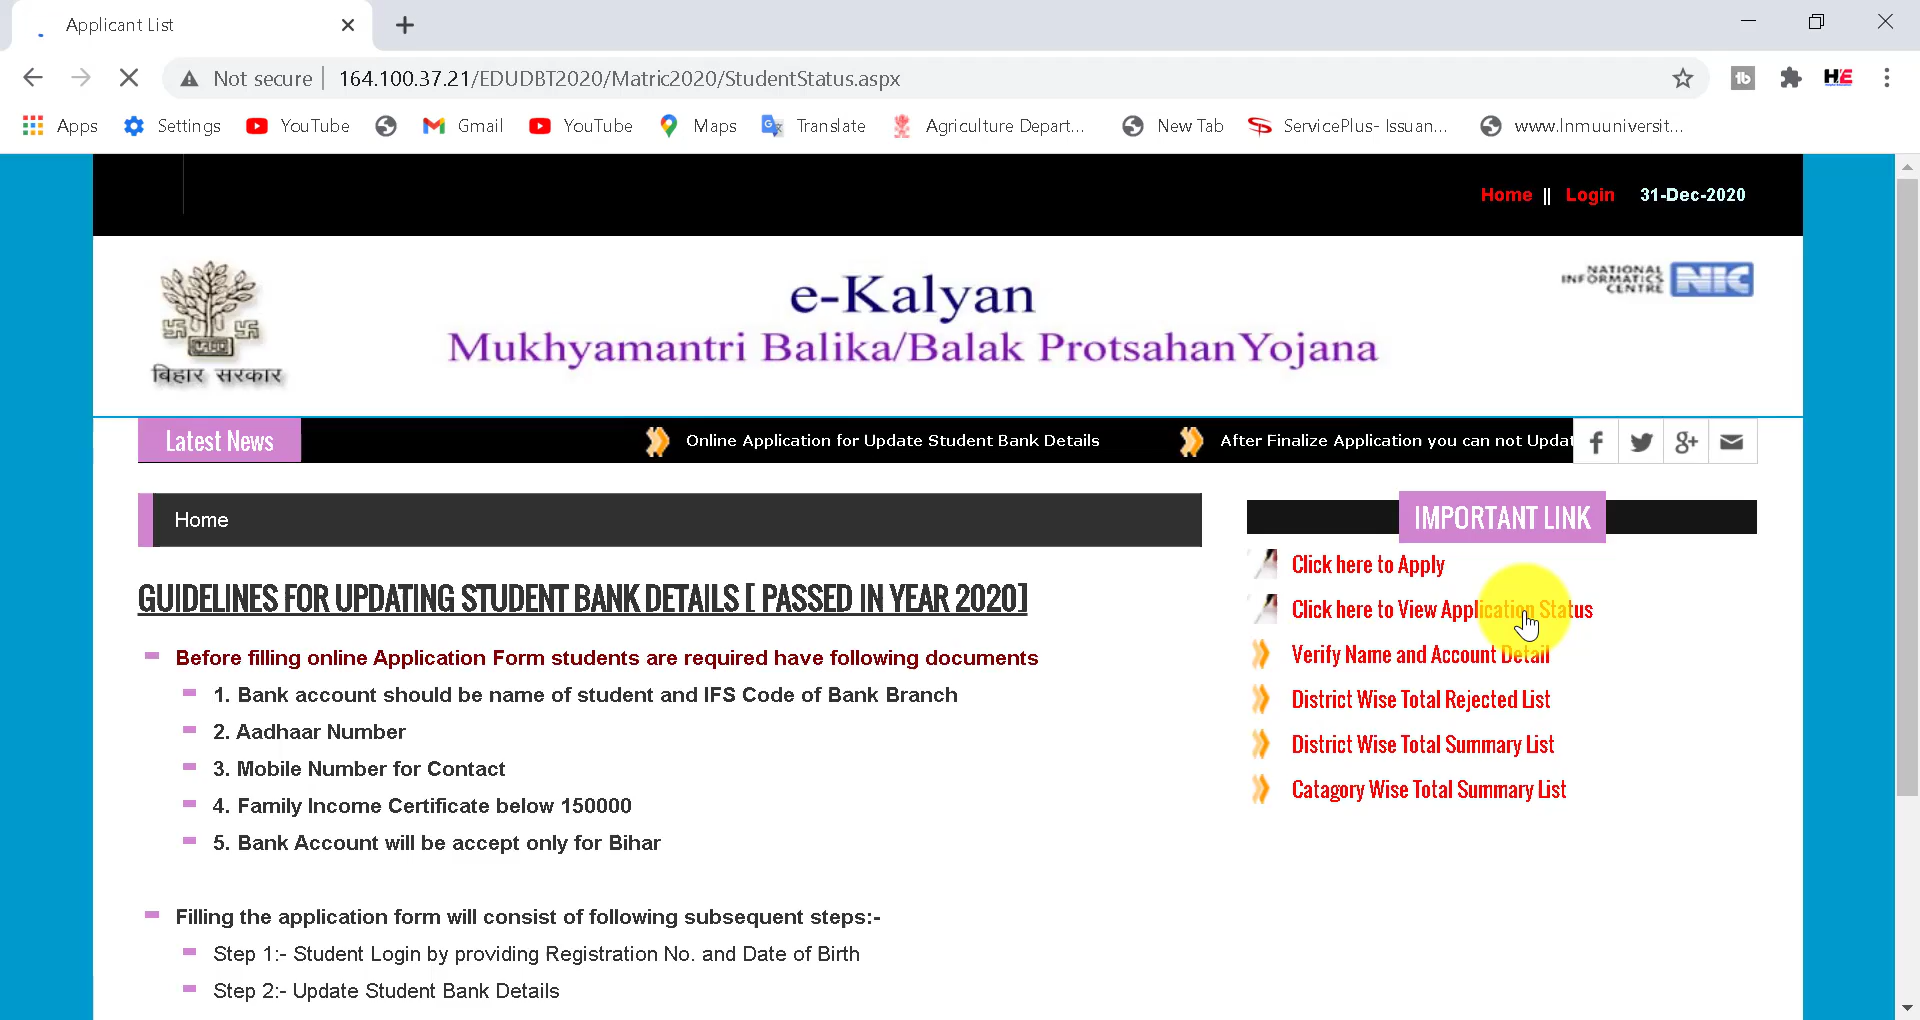 Applicant List
Not secure
164.100.37.21/EDUDBT2020/Matric2020/StudentStatus.aspx
Apps
Settings
YouTube
Gmail
YouTube
Maps
Translate
Agriculture Depart...
New Tab
ServicePlus- Issuan...
www.lnmuuniversit...
Home || Login 31-Dec-2020
बिहार सरकार
e-Kalyan
Mukhyamantri Balika/Balak Protsahan Yojana
NATIONAL
INFORMATICS
CENTRE
NIC
Latest News
Online Application for Update Student Bank Details
After Finalize Application you can not Updat
Home
IMPORTANT LINK
Click here to Apply
Click here to View Application Status
Verify Name and Account Detail
District Wise Total Rejected List
District Wise Total Summary List
Catagory Wise Total Summary List
GUIDELINES FOR UPDATING STUDENT BANK DETAILS [ PASSED IN YEAR 2020]
Before filling online Application Form students are required have following documents
1. Bank account should be name of student and IFS Code of Bank Branch
2. Aadhaar Number
3. Mobile Number for Contact
4. Family Income Certificate below 150000
5. Bank Account will be accept only for Bihar
Filling the application form will consist of following subsequent steps:-
Step 1:- Student Login by providing Registration No. and Date of Birth
Step 2:- Update Student Bank Details